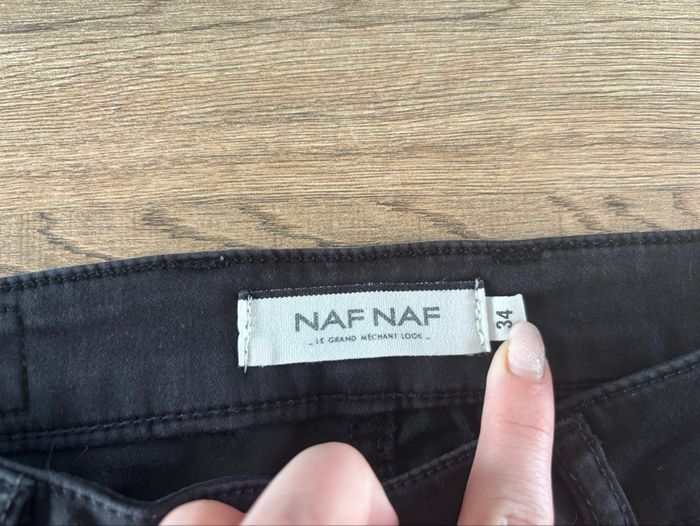 NAF NAF
_ LE GRAND MÉCHANT LOOK _
34